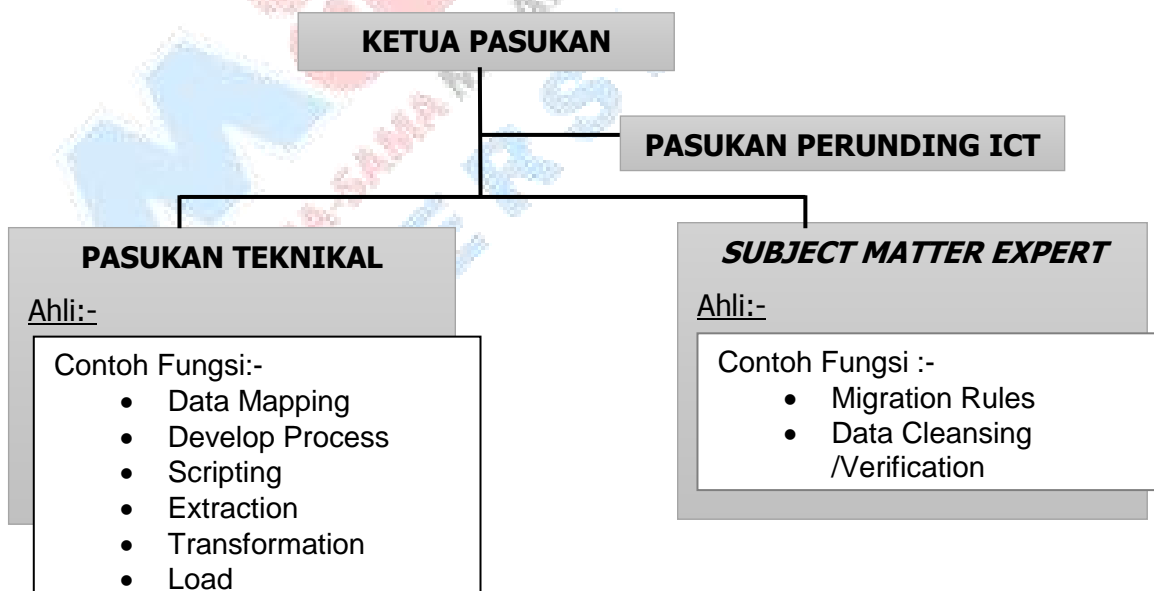 KETUA PASUKAN
PASUKAN PERUNDING ICT
PASUKAN TEKNIKAL
Ahli:-
Contoh Fungsi:-
• Data Mapping
• Develop Process
• Scripting
• Extraction
• Transformation
• Load
SUBJECT MATTER EXPERT
Ahli:-
Contoh Fungsi :-
• Migration Rules
• Data Cleansing
/Verification